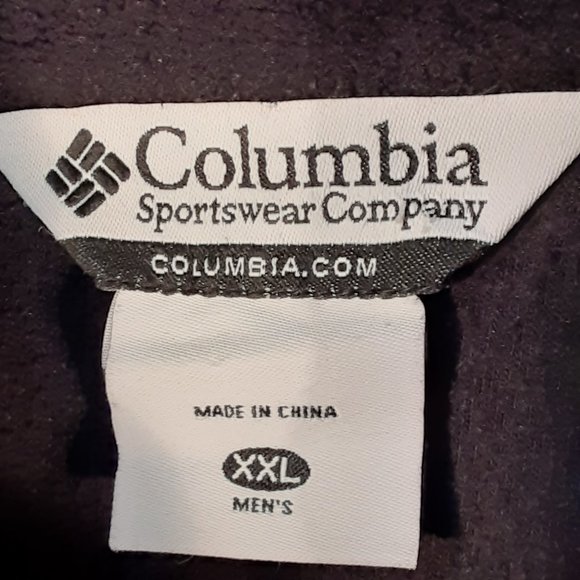 Columbia
Sportswear Company
COLUMBIA.COM
MADE IN CHINA
XXL
MEN'S